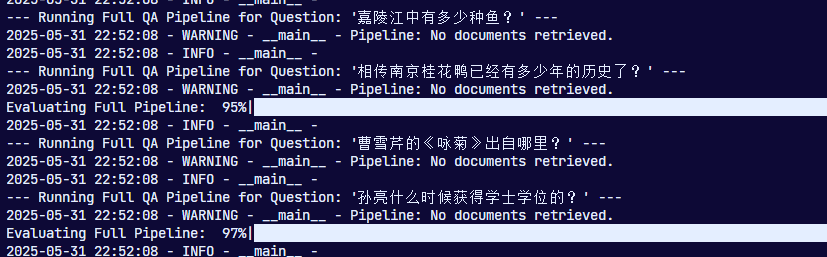 2025-05-31 22:52:08 - INFO - __main__ -
--- Running Full QA Pipeline for Question: '嘉陵江中有多少种鱼？' ---
2025-05-31 22:52:08 - WARNING - __main__ - Pipeline: No documents retrieved.
2025-05-31 22:52:08 - INFO - __main__ -
--- Running Full QA Pipeline for Question: '相传南京桂花鸭已经有多少年的历史了？' ---
2025-05-31 22:52:08 - WARNING - __main__ - Pipeline: No documents retrieved.
Evaluating Full Pipeline:  95%|
2025-05-31 22:52:08 - INFO - __main__ -
--- Running Full QA Pipeline for Question: '曹雪芹的《咏菊》出自哪里？' ---
2025-05-31 22:52:08 - WARNING - __main__ - Pipeline: No documents retrieved.
2025-05-31 22:52:08 - INFO - __main__ -
--- Running Full QA Pipeline for Question: '孙亮什么时候获得学士学位的？' ---
2025-05-31 22:52:08 - WARNING - __main__ - Pipeline: No documents retrieved.
Evaluating Full Pipeline:  97%|
2025-05-31 22:52:08 - INFO - __main__ -